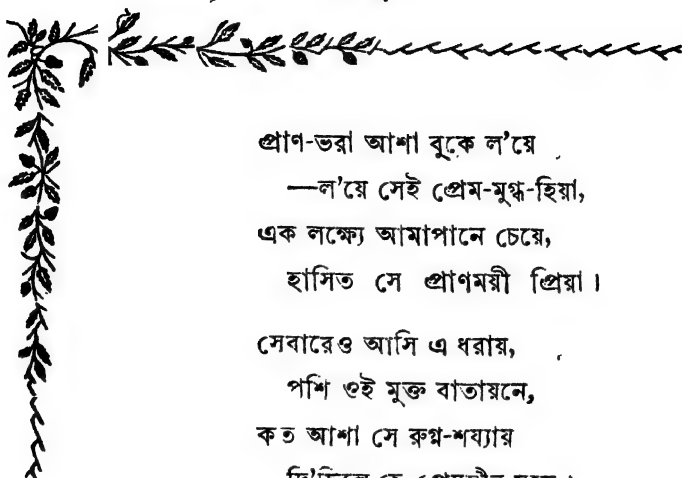 প্রাণ-ভরা আশা বুকে ল'য়ে
—ল'য়ে সেই প্রেম-মুগ্ধ-হিয়া,
এক লক্ষ্যে আমাপানে চেয়ে,
হাসিত সে প্রাণময়ী প্রিয়া।
সেবারেও আসি এ ধরায়,
পশি ওই মুক্ত বাতায়নে,
কত আশা সে রুগ্ন-শয্যায়